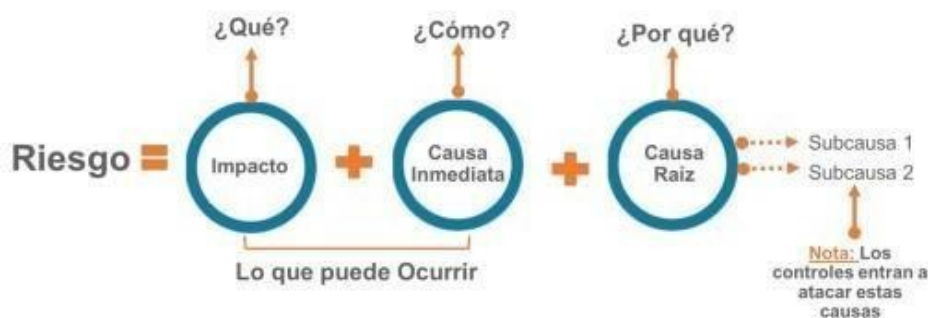 ¿Qué?
¿Cómo?
¿Por qué?
Riesgo =
Impacto
+
Causa
Inmediata
+
Causa
Raíz
Subcausa 1
Subcausa 2
Lo que puede Ocurrir
Nota: Los
controles entran a
atacar estas
causas